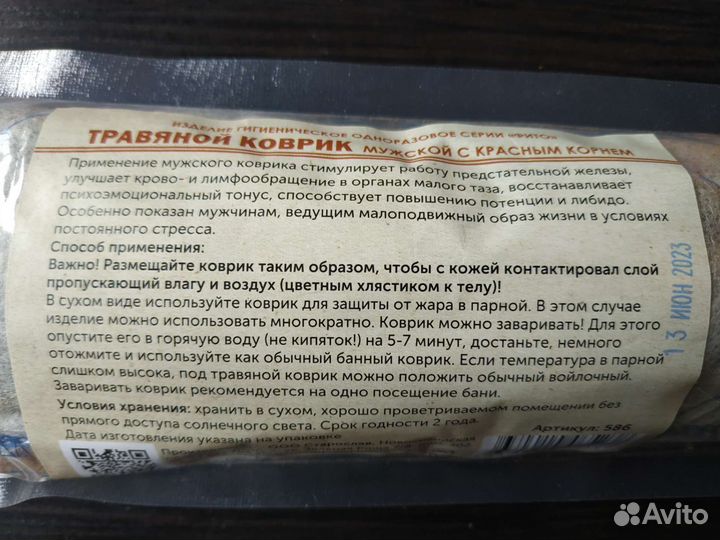 ИЗДЕЛИЕ ГИГИЕНИЧЕСКОЕ ОДНОРАЗОВОЕ СЕРИИ «ФИТО»
ТРАВЯНОЙ КОВРИК МУЖСКОЙ С КРАСНЫМ КОРНЕМ
Применение мужского коврика стимулирует работу предстательной железы,
улучшает крово- и лимфообращение в органах малого таза, восстанавливает
психоэмоциональный тонус, способствует повышению потенции и либидо.
Особенно показан мужчинам, ведущим малоподвижный образ жизни в условиях
постоянного стресса.
Способ применения:
Важно! Размещайте коврик таким образом, чтобы с кожей контактировал слой
пропускающий влагу и воздух (цветным хлястиком к телу)!
В сухом виде используйте коврик для защиты от жара в парной. В этом случае
изделие можно использовать многократно. Коврик можно заваривать! Для этого
опустите его в горячую воду (не кипяток!) на 5-7 минут, достаньте, немного
отожмите и используйте как обычный банный коврик. Если температура в парной
слишком высока, под травяной коврик можно положить обычный войлочный.
Заваривать коврик рекомендуется на одно посещение бани.
Условия хранения: хранить в сухом, хорошо проветриваемом помещении без
прямого доступа солнечного света. Срок годности 2 года.
Дата изготовления указана на упаковке
ООО Старослав,
Артикул: 586
13 ИЮН 2023
Avito